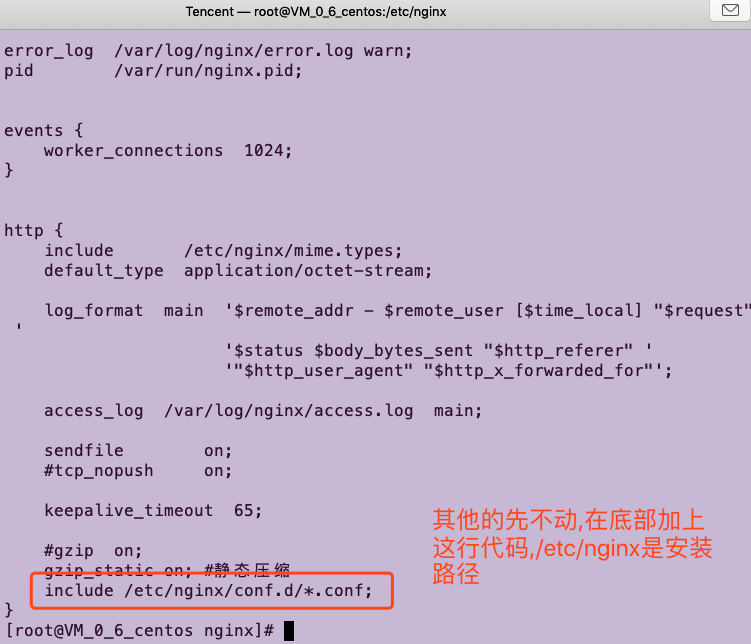 Tencent — root@VM_0_6_centos:/etc/nginx
error_log  /var/log/nginx/error.log warn;
pid        /var/run/nginx.pid;
events {
    worker_connections  1024;
}
http {
    include       /etc/nginx/mime.types;
    default_type  application/octet-stream;
    log_format  main  '$remote_addr - $remote_user [$time_local] "$request"
 '
                      '$status $body_bytes_sent "$http_referer" '
                      '"$http_user_agent" "$http_x_forwarded_for"';
    access_log  /var/log/nginx/access.log  main;
    sendfile        on;
    #tcp_nopush     on;
    keepalive_timeout  65;
其他的先不动,在底部加上
这行代码,/etc/nginx是安装
路径
    #gzip  on;
    gzip_static on; #静态压缩
    include /etc/nginx/conf.d/*.conf;
}
[root@VM_0_6_centos nginx]#